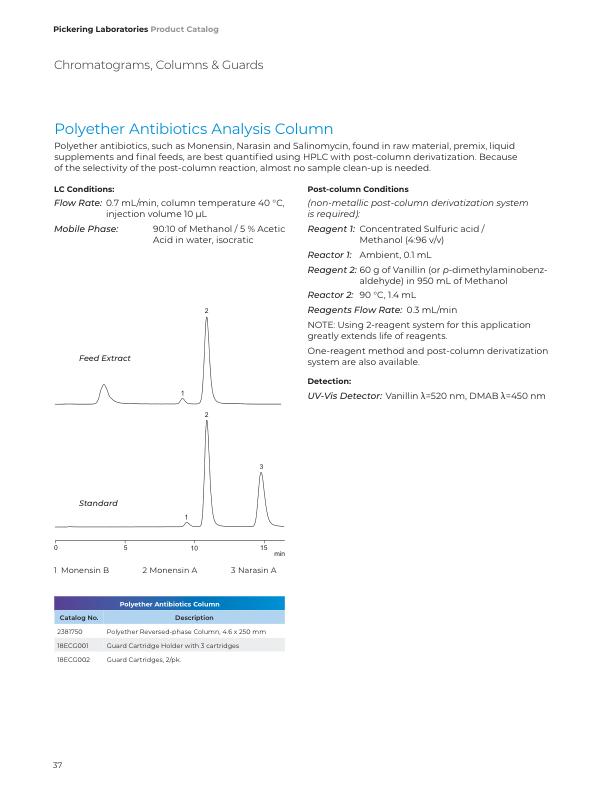 Pickering Laboratories Product Catalog
Chromatograms, Columns & Guards
Polyether Antibiotics Analysis Column
Polyether antibiotics, such as Monensin, Narasin and Salinomycin, found in raw material, premix, liquid
supplements and final feeds, are best quantified using HPLC with post-column derivatization. Because
of the selectivity of the post-column reaction, almost no sample clean-up is needed.
LC Conditions:
Flow Rate: 0.7 mL/min, column temperature 40 °C,
injection volume 10 µL
Mobile Phase: 90:10 of Methanol / 5 % Acetic
Acid in water, isocratic
Post-column Conditions
(non-metallic post-column derivatization system
is required):
Reagent 1: Concentrated Sulfuric acid /
Methanol (4:96 v/v)
Reactor 1: Ambient, 0.1 mL
Reagent 2: 60 g of Vanillin (or p-dimethylaminobenz-
aldehyde) in 950 mL of Methanol
Reactor 2: 90 °C, 1.4 mL
Reagents Flow Rate: 0.3 mL/min
NOTE: Using 2-reagent system for this application
greatly extends life of reagents.
One-reagent method and post-column derivatization
system are also available.
Detection:
UV-Vis Detector: Vanillin λ=520 nm, DMAB λ=450 nm
2
Feed Extract
1
2
3
Standard
1
0 5 10 15
min
1 Monensin B 2 Monensin A 3 Narasin A
Polyether Antibiotics Column
Catalog No. Description
2381750 Polyether Reversed-phase Column, 4.6 x 250 mm
18ECG001 Guard Cartridge Holder with 3 cartridges
18ECG002 Guard Cartridges, 2/pk.
37